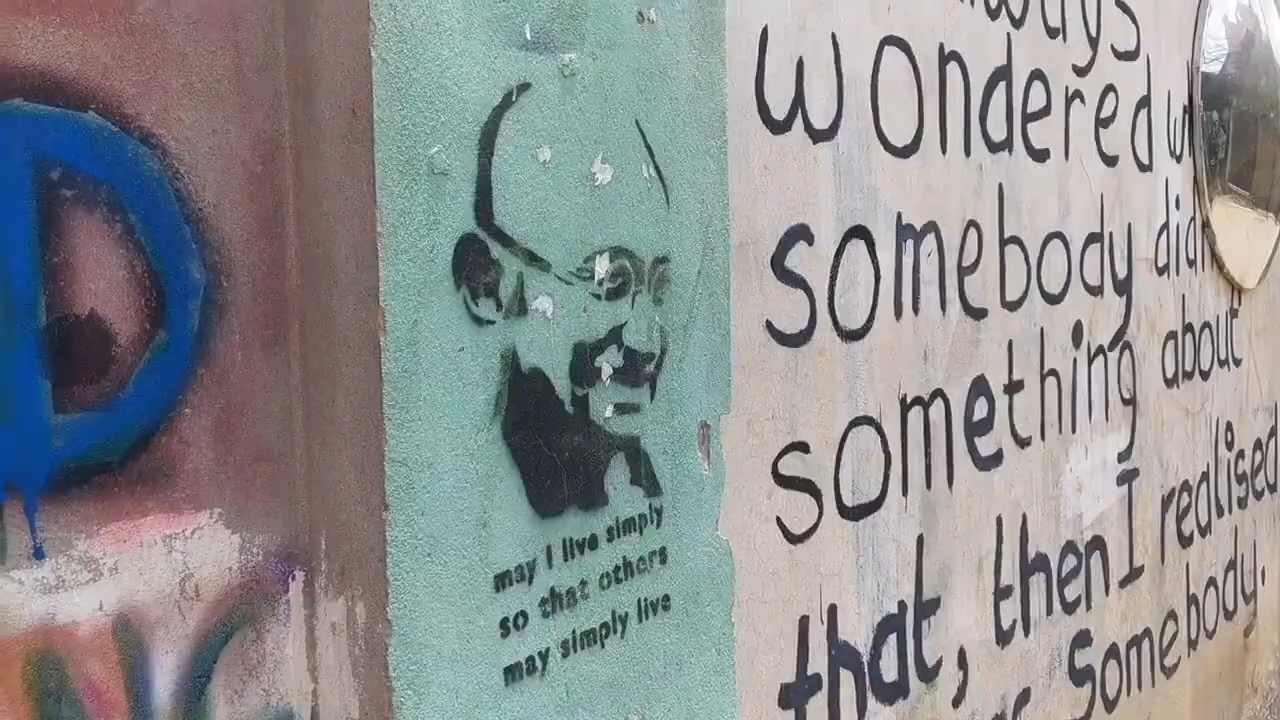 D
may I live simply
so that others
may simply live
wondered
somebody
something about
that, then I realised
somebody.